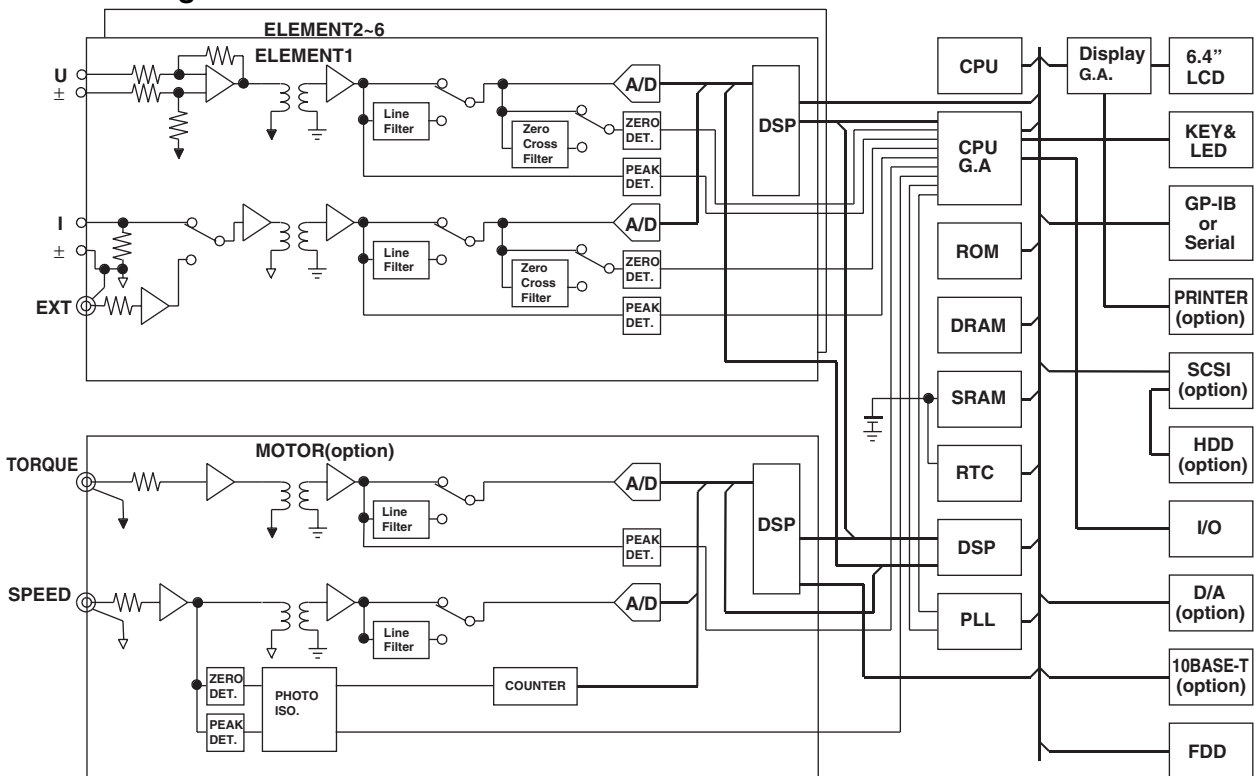 ELEMENT2~6
ELEMENT1
U
±
Line
Filter
A/D
Zero
Cross
Filter
ZERO
DET.
PEAK
DET.
DSP
I
±
EXT
Line
Filter
A/D
Zero
Cross
Filter
ZERO
DET.
PEAK
DET.
MOTOR(option)
TORQUE
Line
Filter
A/D
PEAK
DET.
DSP
SPEED
Line
Filter
A/D
ZERO
DET.
PEAK
DET.
PHOTO
ISO.
COUNTER
CPU
CPU
G.A
ROM
DRAM
SRAM
RTC
DSP
PLL
Display
G.A.
6.4”
LCD
KEY&
LED
GP-IB
or
Serial
PRINTER
(option)
SCSI
(option)
HDD
(option)
I/O
D/A
(option)
10BASE-T
(option)
FDD